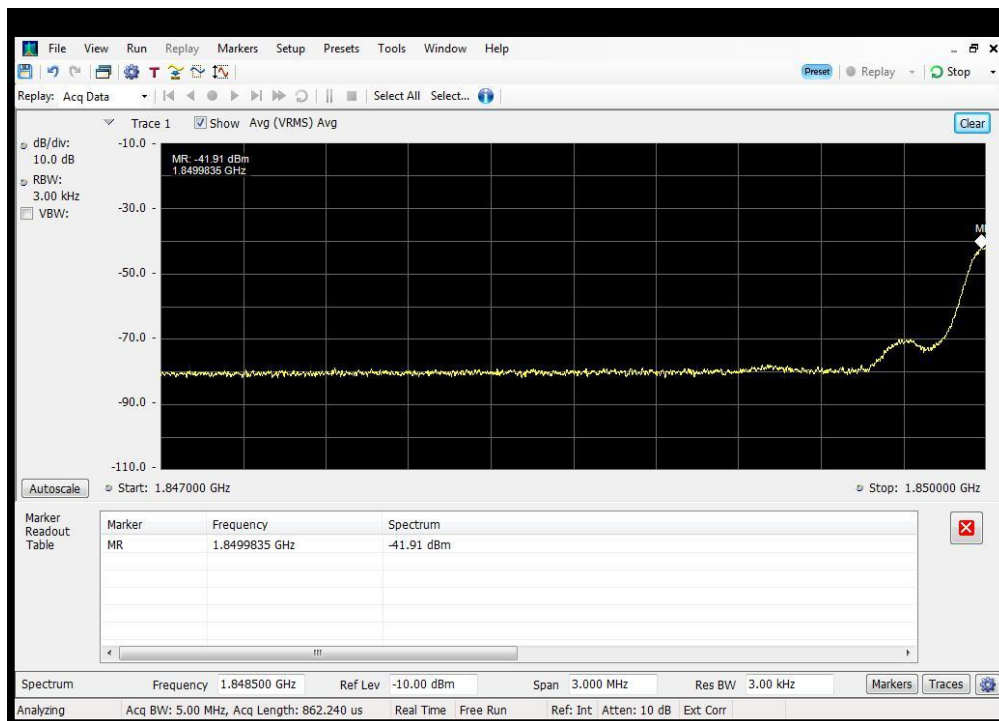 File View Run Replay Markers Setup Presets Tools Window Help
T Preset Replay Stop
Replay: Acq Data Select All Select...
Trace 1 Show Avg (VRMS) Avg Clear
dB/div:
10.0 dB
RBW:
3.00 kHz
VBW:
-10.0
-30.0
-50.0
-70.0
-90.0
-110.0
MR: -41.91 dBm
1.8499835 GHz
Autoscale Start: 1.847000 GHz Stop: 1.850000 GHz
Marker
Readout
Table
Marker Frequency Spectrum
MR 1.8499835 GHz -41.91 dBm
Spectrum Frequency 1.848500 GHz Ref Lev -10.00 dBm Span 3.000 MHz Res BW 3.00 kHz Markers Traces
Analyzing Acq BW: 5.00 MHz, Acq Length: 862.240 us Real Time Free Run Ref: Int Atten: 10 dB Ext Corr